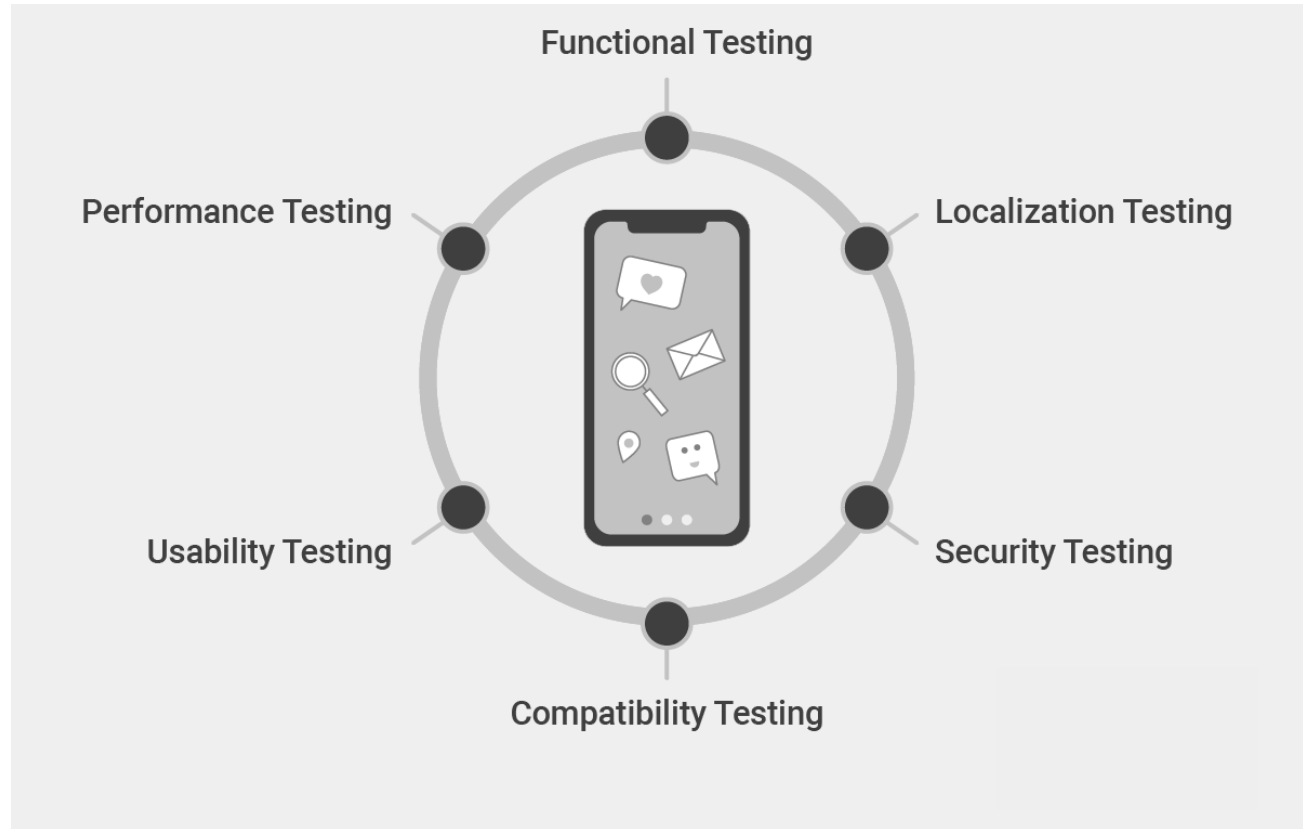 Functional Testing
Performance Testing
Localization Testing
Usability Testing
Security Testing
Compatibility Testing